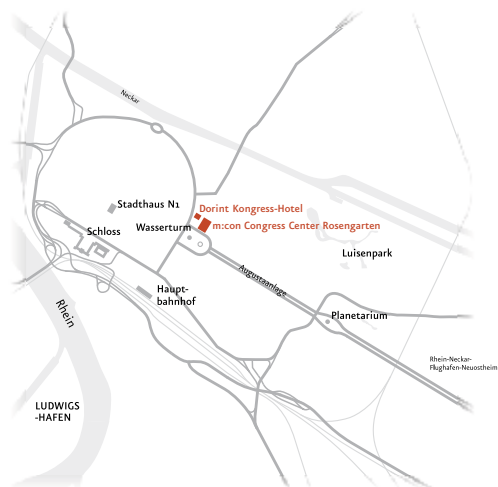 Neckar
Stadthaus N1
Dorint Kongress-Hotel
m:con Congress Center Rosengarten
Schloss
Wasserturm
Luisenpark
Augustaanlage
Haupt-
bahnhof
Rhein
Planetarium
Rhein-Neckar-
Flughafen-Neuostheim
LUDWIGS
-HAFEN